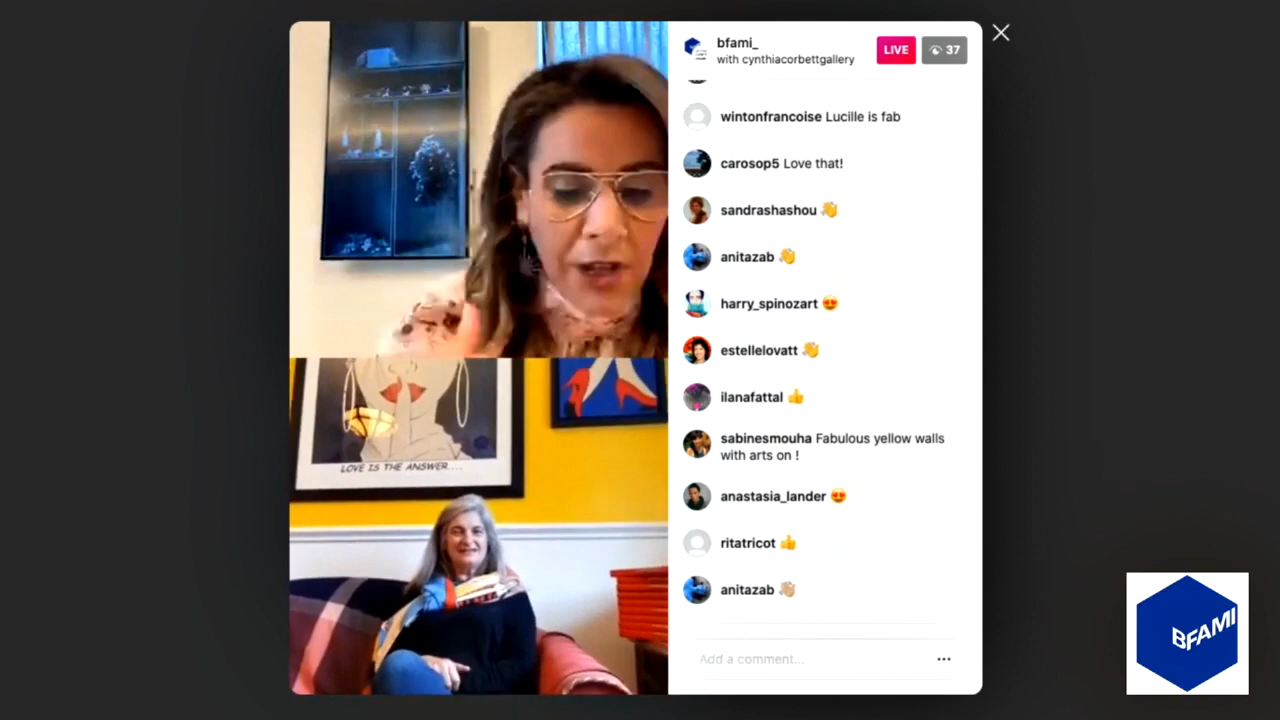 bfami_
with cynthiacorbettgallery
LIVE
37
wintonfrancoise Lucille is fab
carosop5 Love that!
sandrashashou 👋
anitazab 👋
harry_spinozart 😍
estellelovatt 👋
ilanafattal 👍
sabinesmouha Fabulous yellow walls
with arts on !
anastasia_lander 😍
ritatricot 👍
anitazab 👋🏼
Add a comment...
LOVE IS THE ANSWER....
BFAMI